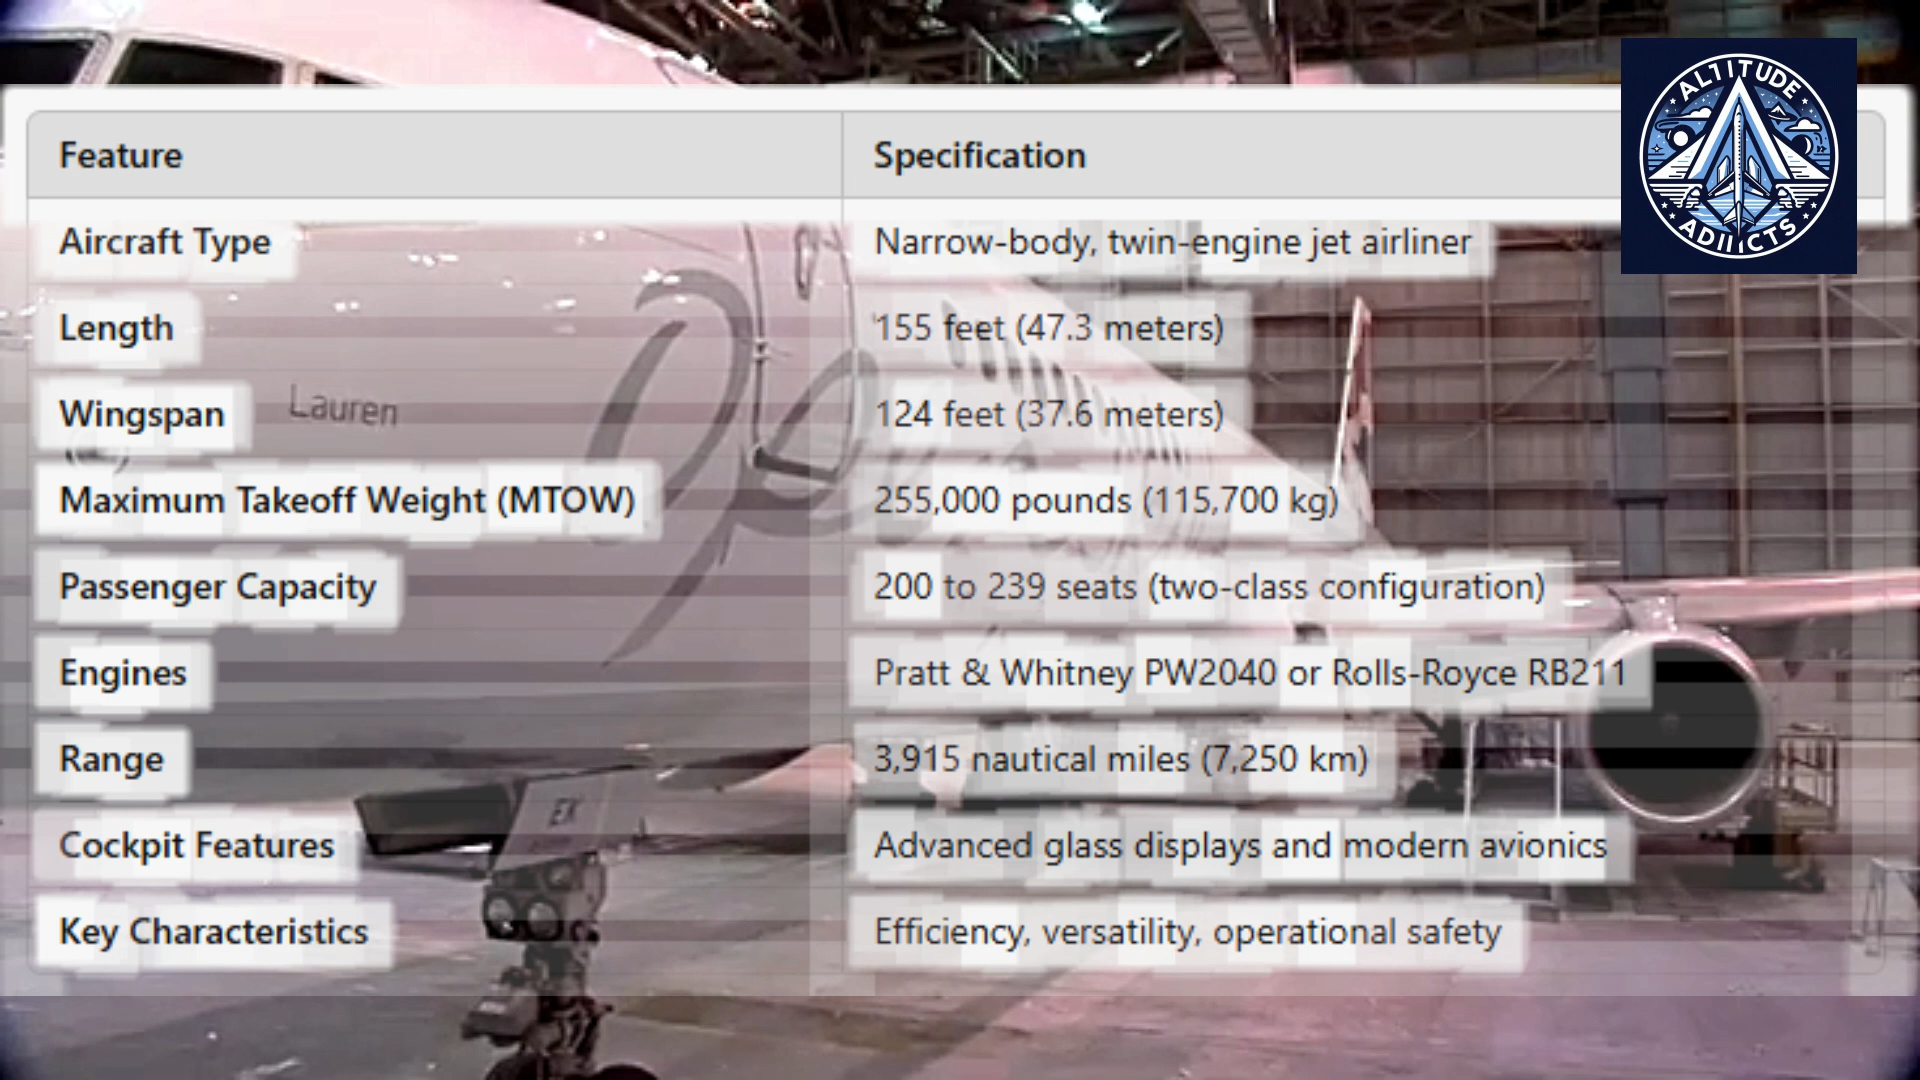 ALTITUDE
Feature Specification
Aircraft Type Narrow-body, twin-engine jet airliner
Length 155 feet (47.3 meters)
Lauren
Wingspan 124 feet (37.6 meters)
Maximum Takeoff Weight (MTOW) 255,000 pounds (115,700 kg)
Passenger Capacity 200 to 239 seats (two-class configuration)
Engines Pratt & Whitney PW2040 or Rolls-Royce RB211
Range 3,915 nautical miles (7,250 km)
EK
Cockpit Features Advanced glass displays and modern avionics
Key Characteristics Efficiency, versatility, operational safety